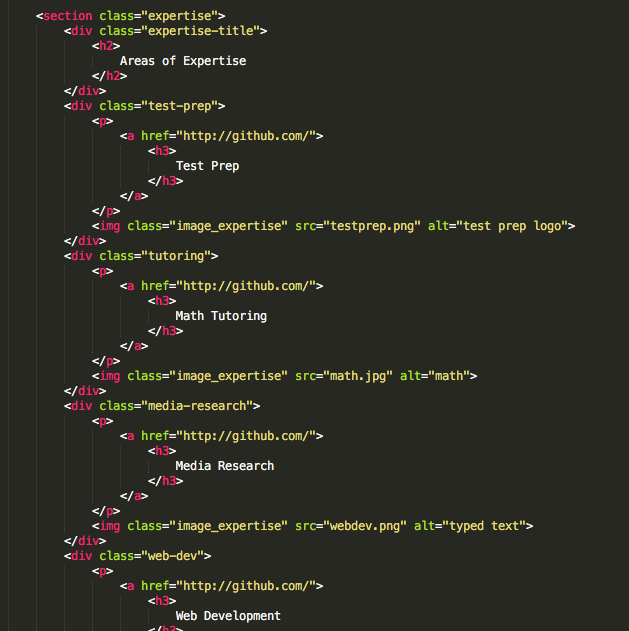 <section class="expertise">
<div class="expertise-title">
<h2>
Areas of Expertise
</h2>
</div>
<div class="test-prep">
<p>
<a href="http://github.com/">
<h3>
Test Prep
</h3>
</a>
</p>
<img class="image_expertise" src="testprep.png" alt="test prep logo">
</div>
<div class="tutoring">
<p>
<a href="http://github.com/">
<h3>
Math Tutoring
</h3>
</a>
</p>
<img class="image_expertise" src="math.jpg" alt="math">
</div>
<div class="media-research">
<p>
<a href="http://github.com/">
<h3>
Media Research
</h3>
</a>
</p>
<img class="image_expertise" src="webdev.png" alt="typed text">
</div>
<div class="web-dev">
<p>
<a href="http://github.com/">
<h3>
Web Development
</h3>